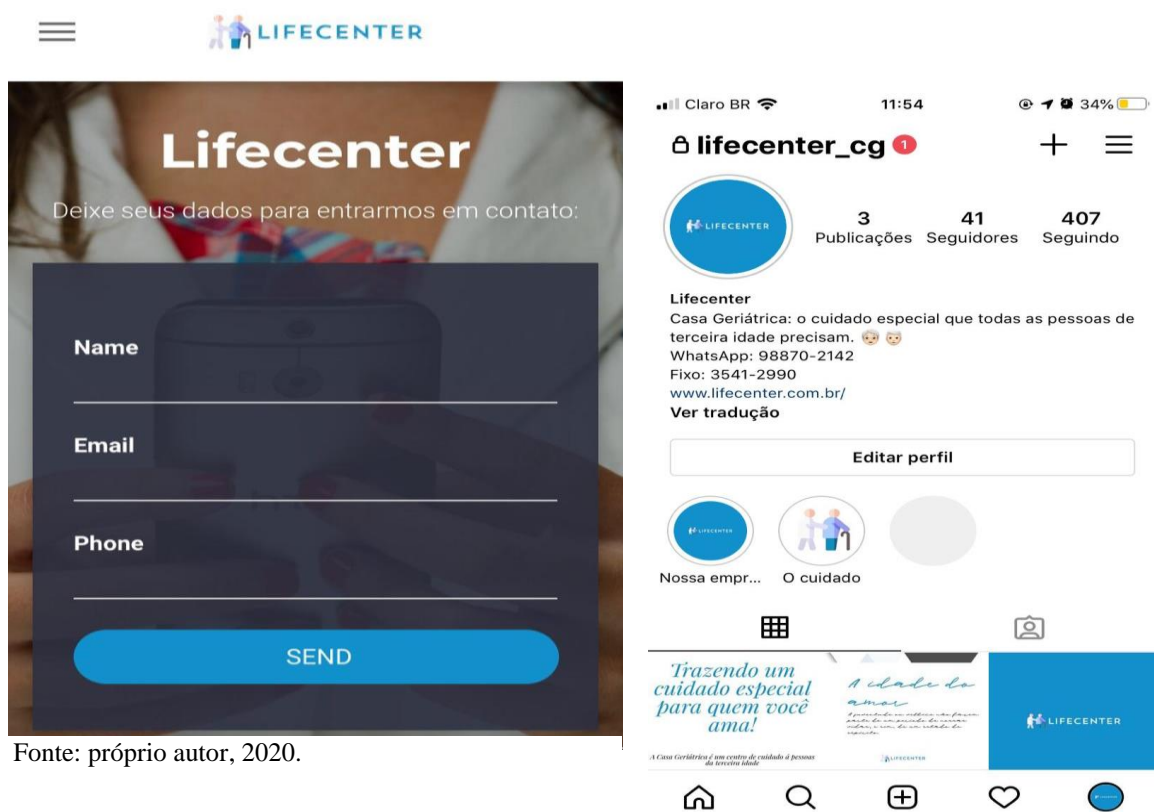 LIFECENTER
Lifecenter
Deixe seus dados para entrarmos em contato:
Name
Email
Phone
SEND
Fonte: próprio autor, 2020.
Claro BR 11:54 34%
lifecenter_cg 1
LIFECENTER
3 41 407
Publicações Seguidores Seguindo
Lifecenter
Casa Geriátrica: o cuidado especial que todas as pessoas de
terceira idade precisam.
WhatsApp: 98870-2142
Fixo: 3541-2990
www.lifecenter.com.br/
Ver tradução
Editar perfil
LIFECENTER
Nossa empr... O cuidado
Trazendo um
cuidado especial
para quem você
ama!
A Casa Geriátrica é um centro de cuidado à pessoas
da terceira idade
A idade do
amor
LIFECENTER
LIFECENTER